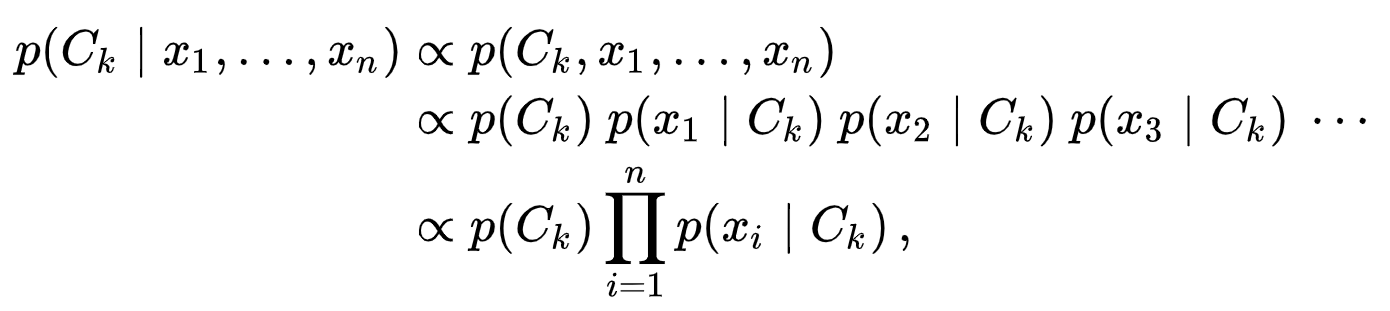 p(C_k | x_1, …, x_n) ∝ p(C_k, x_1, …, x_n)
∝ p(C_k) p(x_1 | C_k) p(x_2 | C_k) p(x_3 | C_k) ⋯
∝ p(C_k) ∏_{i=1}^{n} p(x_i | C_k) ,